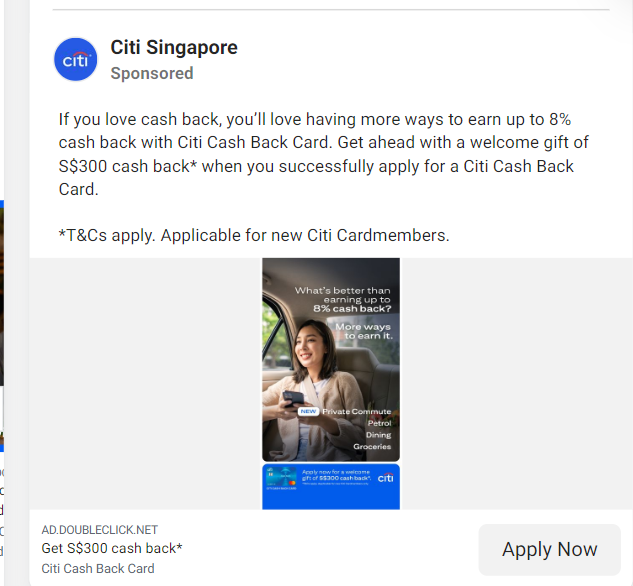 citi
Citi Singapore
Sponsored
If you love cash back, you'll love having more ways to earn up to 8%
cash back with Citi Cash Back Card. Get ahead with a welcome gift of
S$300 cash back* when you successfully apply for a Citi Cash Back
Card.
*T&Cs apply. Applicable for new Citi Cardmembers.
What's better than
earning up to
8% cash back?
More ways
to earn it.
NEW Private Commute
Petrol
Dining
Groceries
Apply now for a welcome
gift of S$300 cash back*.
citi
AD.DOUBLECLICK.NET
Get S$300 cash back*
Citi Cash Back Card
Apply Now